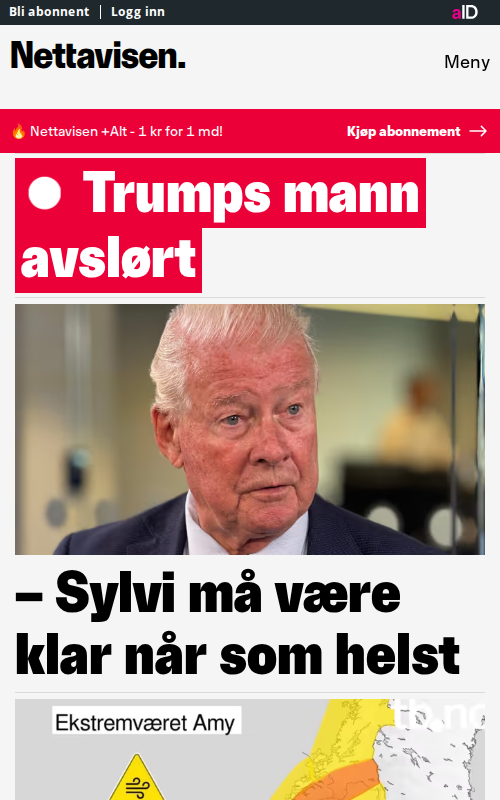 Bli abonnent | Logg inn
aID
Nettavisen.
Meny
🔥 Nettavisen +Alt - 1 kr for 1 md!
Kjøp abonnement →
Trumps mann
avslørt
– Sylvi må være
klar når som helst
tb.no
Ekstremværet Amy